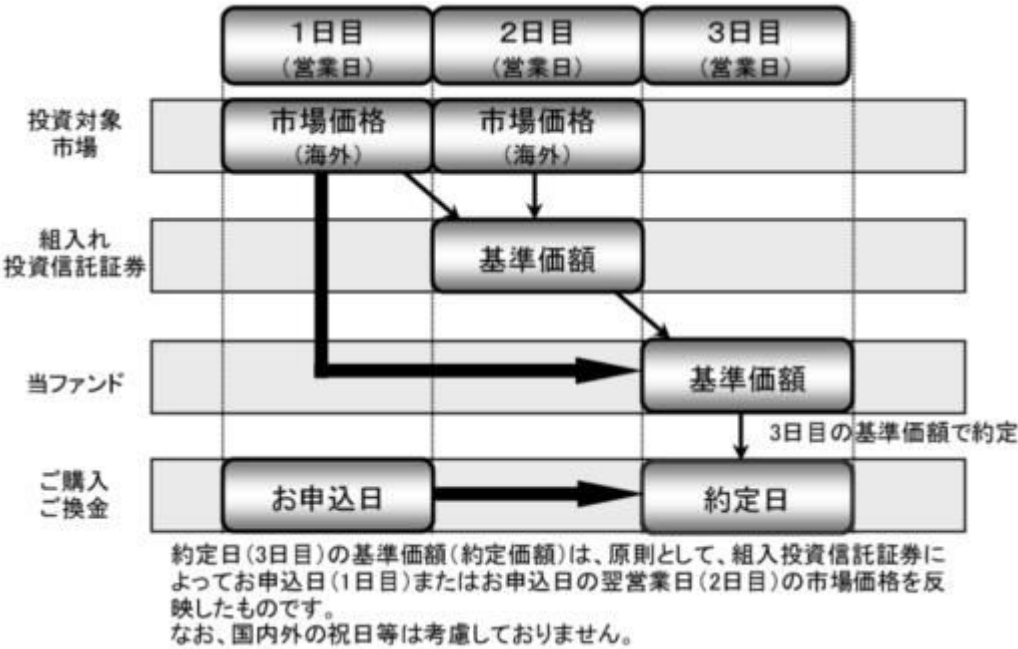 1日目
(営業日)
2日目
(営業日)
3日目
(営業日)
投資対象
市場
市場価格
(海外)
市場価格
(海外)
組入れ
投資信託証券
基準価額
当ファンド
基準価額
3日目の基準価額で約定
ご購入
ご換金
お申込日
約定日
約定日(3日目)の基準価額(約定価額)は、原則として、組入投資信託証券に
よってお申込日(1日目)またはお申込日の翌営業日(2日目)の市場価格を反
映したものです。
なお、国内外の祝日等は考慮しておりません。